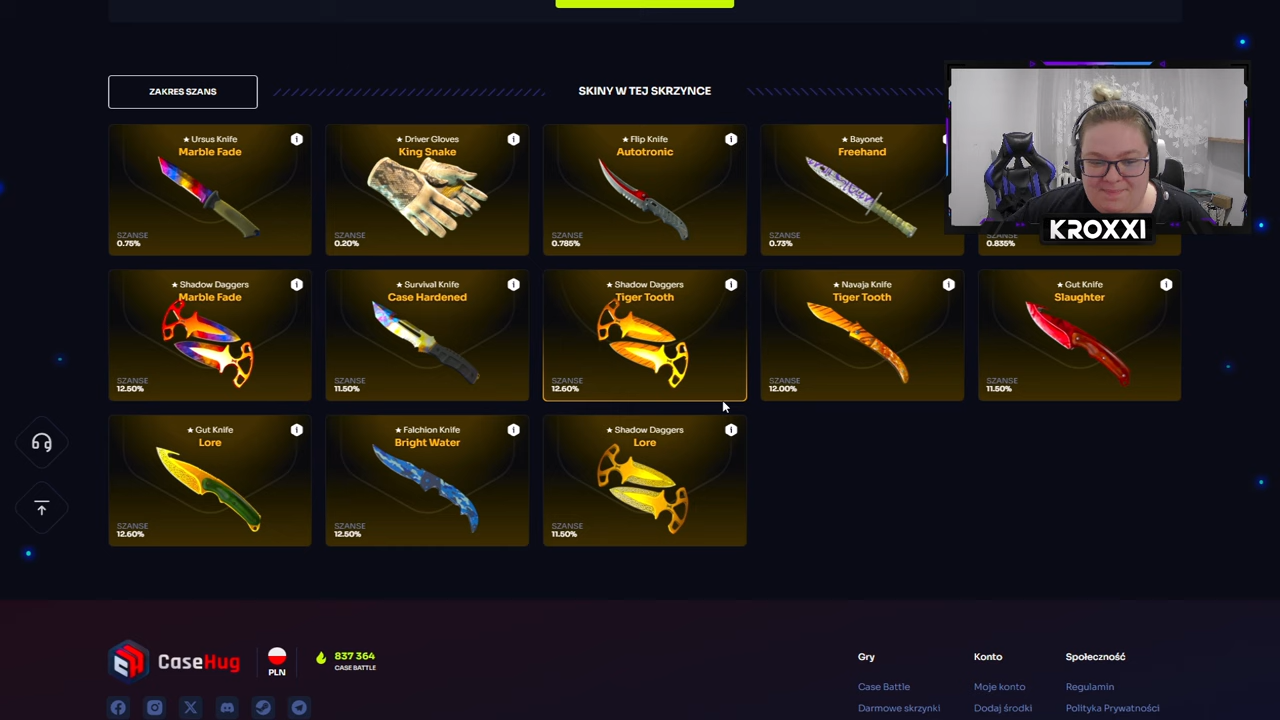 ZAKRES SZANS
SKINY W TEJ SKRZYNCE
★ Ursus Knife
Marble Fade
SZANSE
0.75%
★ Driver Gloves
King Snake
SZANSE
0.20%
★ Flip Knife
Autotronic
SZANSE
0.785%
★ Bayonet
Freehand
SZANSE
0.73%
0.835%
KROXXI
★ Shadow Daggers
Marble Fade
SZANSE
12.50%
★ Survival Knife
Case Hardened
SZANSE
11.50%
★ Shadow Daggers
Tiger Tooth
SZANSE
12.60%
★ Navaja Knife
Tiger Tooth
SZANSE
12.00%
★ Gut Knife
Slaughter
SZANSE
11.50%
★ Gut Knife
Lore
SZANSE
12.60%
★ Falchion Knife
Bright Water
SZANSE
12.50%
★ Shadow Daggers
Lore
SZANSE
11.50%
CaseHug
PLN
837 364
CASE BATTLE
Gry
Konto
Społeczność
Case Battle
Moje konto
Regulamin
Darmowe skrzynki
Dodaj środki
Polityka Prywatności